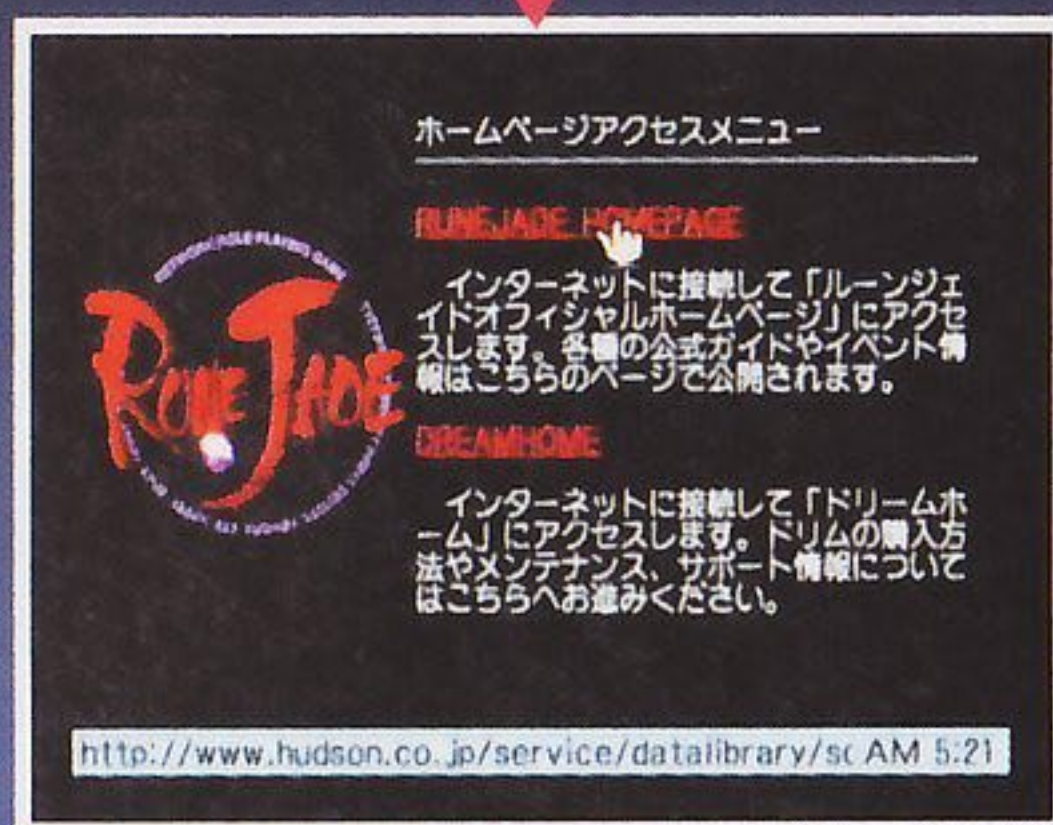 ホームページアクセスメニュー
RUNEJADE HOMEPAGE
インターネットに接続して「ルーンジェ
イドオフィシャルホームページ」にアクセ
スします。各種の公式ガイドやイベント情
報はこちらのページで公開されます。
DREAMHOME
インターネットに接続して「ドリームホ
ーム」にアクセスします。ドリムの購入方
法やメンテナンス、サポート情報について
はこちらへお進みください。
NETWORK ROLE-PLAYING GAME
RUNE JADE
http://www.hudson.co.jp/service/datalibrary/sc AM 5:21